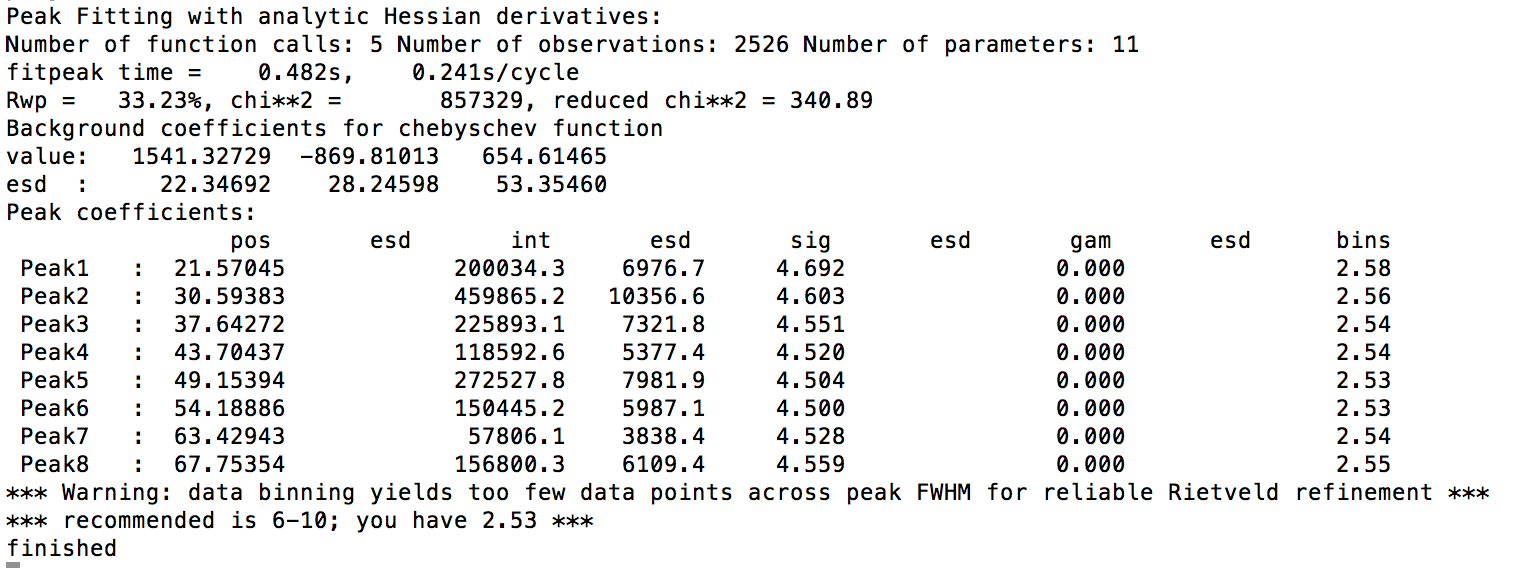 Peak Fitting with analytic Hessian derivatives:
Number of function calls: 5 Number of observations: 2526 Number of parameters: 11
fitpeak time =    0.482s,    0.241s/cycle
Rwp =   33.23%, chi**2 =       857329, reduced chi**2 = 340.89
Background coefficients for chebyschev function
value:   1541.32729  -869.81013   654.61465
esd  :     22.34692    28.24598    53.35460
Peak coefficients:
                pos       esd       int       esd       sig       esd       gam       esd      bins
 Peak1   :  21.57045            200034.3    6976.7    4.692               0.000               2.58
 Peak2   :  30.59383            459865.2   10356.6    4.603               0.000               2.56
 Peak3   :  37.64272            225893.1    7321.8    4.551               0.000               2.54
 Peak4   :  43.70437            118592.6    5377.4    4.520               0.000               2.54
 Peak5   :  49.15394            272527.8    7981.9    4.504               0.000               2.53
 Peak6   :  54.18886            150445.2    5987.1    4.500               0.000               2.53
 Peak7   :  63.42943             57806.1    3838.4    4.528               0.000               2.54
 Peak8   :  67.75354            156800.3    6109.4    4.559               0.000               2.55
*** Warning: data binning yields too few data points across peak FWHM for reliable Rietveld refinement ***
*** recommended is 6-10; you have 2.53 ***
finished